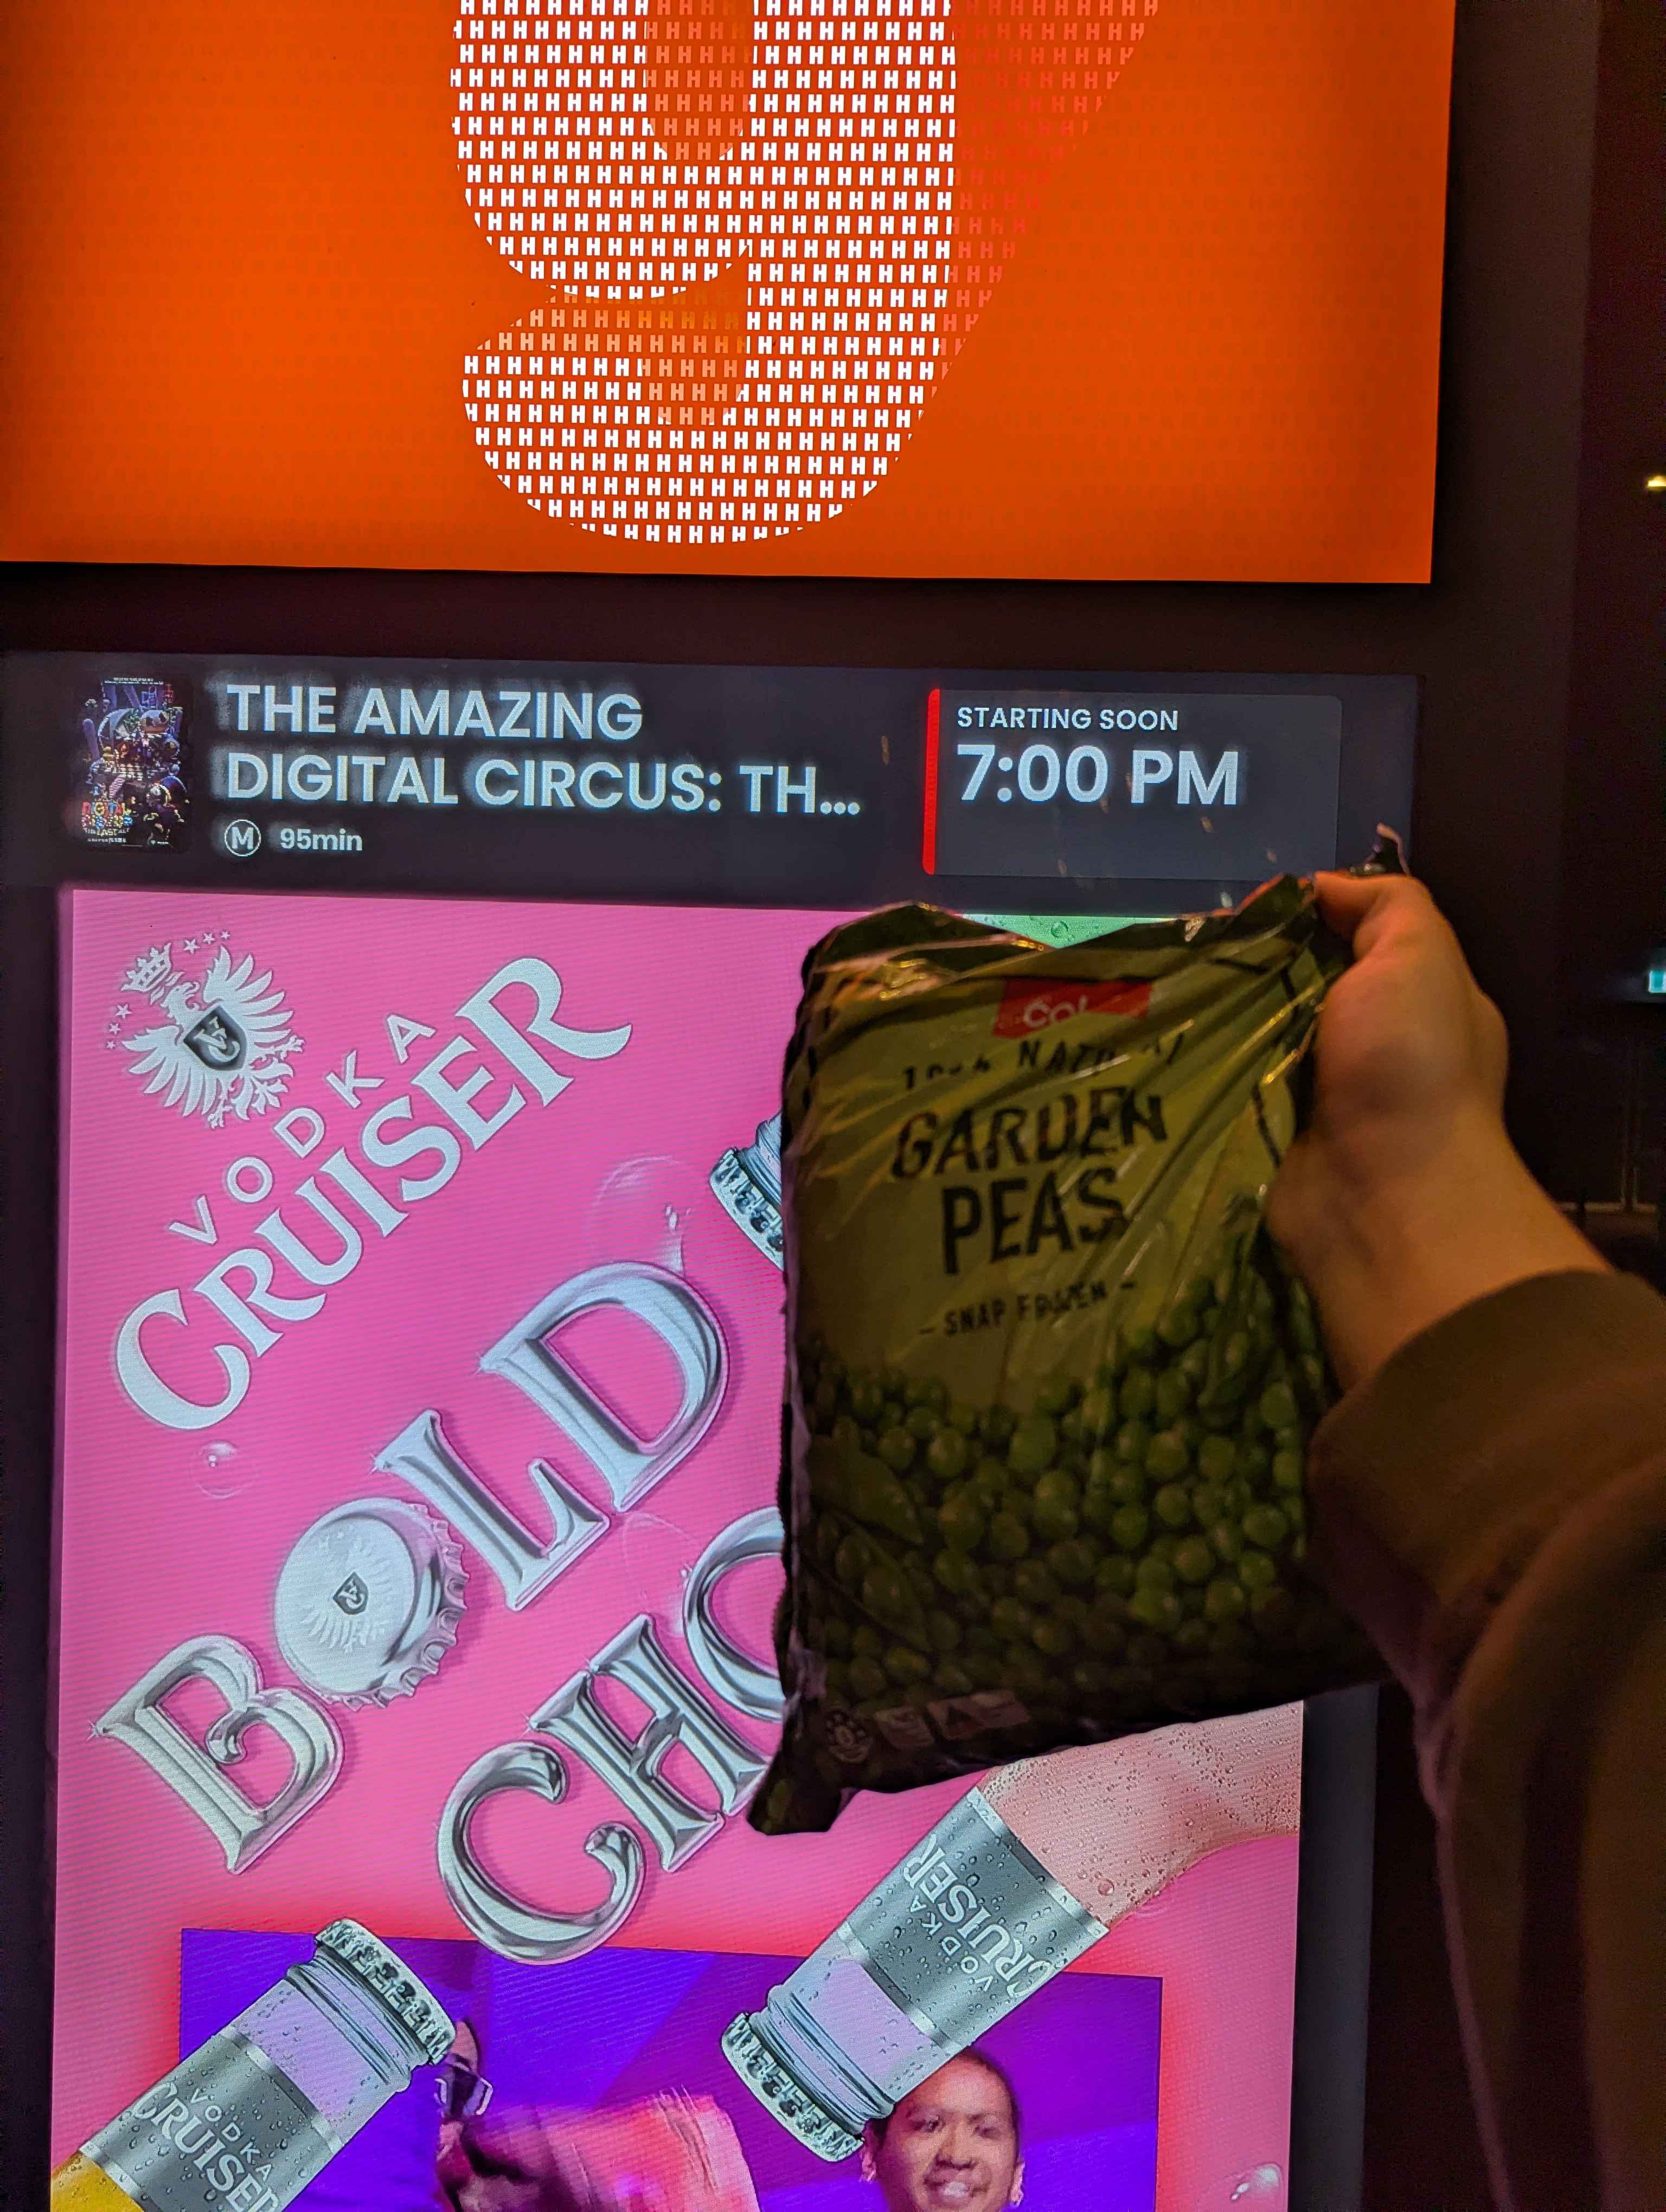 THE AMAZING
DIGITAL CIRCUS: TH...
M 95min
STARTING SOON
7:00 PM
VODKA
CRUISER
BOLD
GARDEN
PEAS
- SNAP FROZEN -
VODKA
CRUISER
VODKA
CRUISER